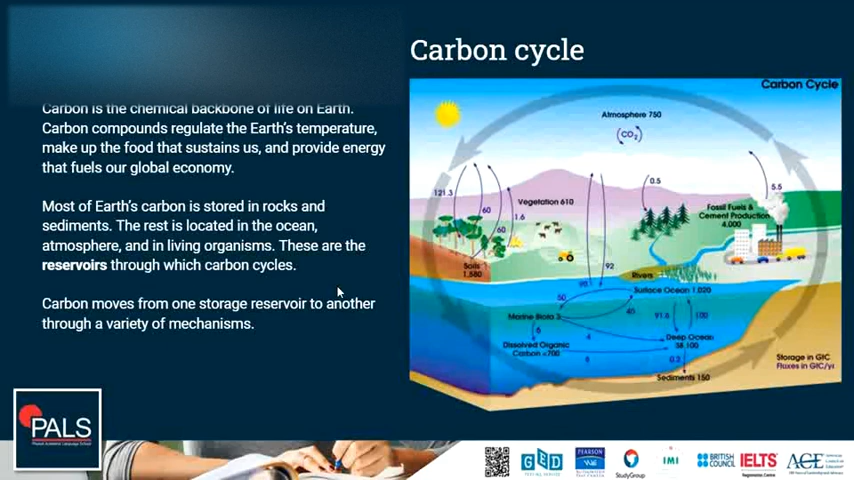 Carbon cycle
Carbon is the chemical backbone of life on Earth.
Carbon compounds regulate the Earth's temperature,
make up the food that sustains us, and provide energy
that fuels our global economy.
Most of Earth's carbon is stored in rocks and
sediments. The rest is located in the ocean,
atmosphere, and in living organisms. These are the
reservoirs through which carbon cycles.
Carbon moves from one storage reservoir to another
through a variety of mechanisms.
Carbon Cycle
Atmosphere 750
CO2
121.3
60
60
1.6
Vegetation 610
0.5
5.5
Fossil Fuels &
Cement Production
4,000
Soils
1,580
92
90
Rivers
Surface Ocean 1,020
50
40
Marine Biota 3
91.6
100
6
4
Deep Ocean
38,100
Dissolved Organic
Carbon <700
6
0.2
Sediments 150
Storage in GtC
Fluxes in GtC/yr
PALS
GED
TESTING SERVICE
PEARSON
VUE
StudyGroup
IMI
BRITISH
COUNCIL
IELTS
ACE